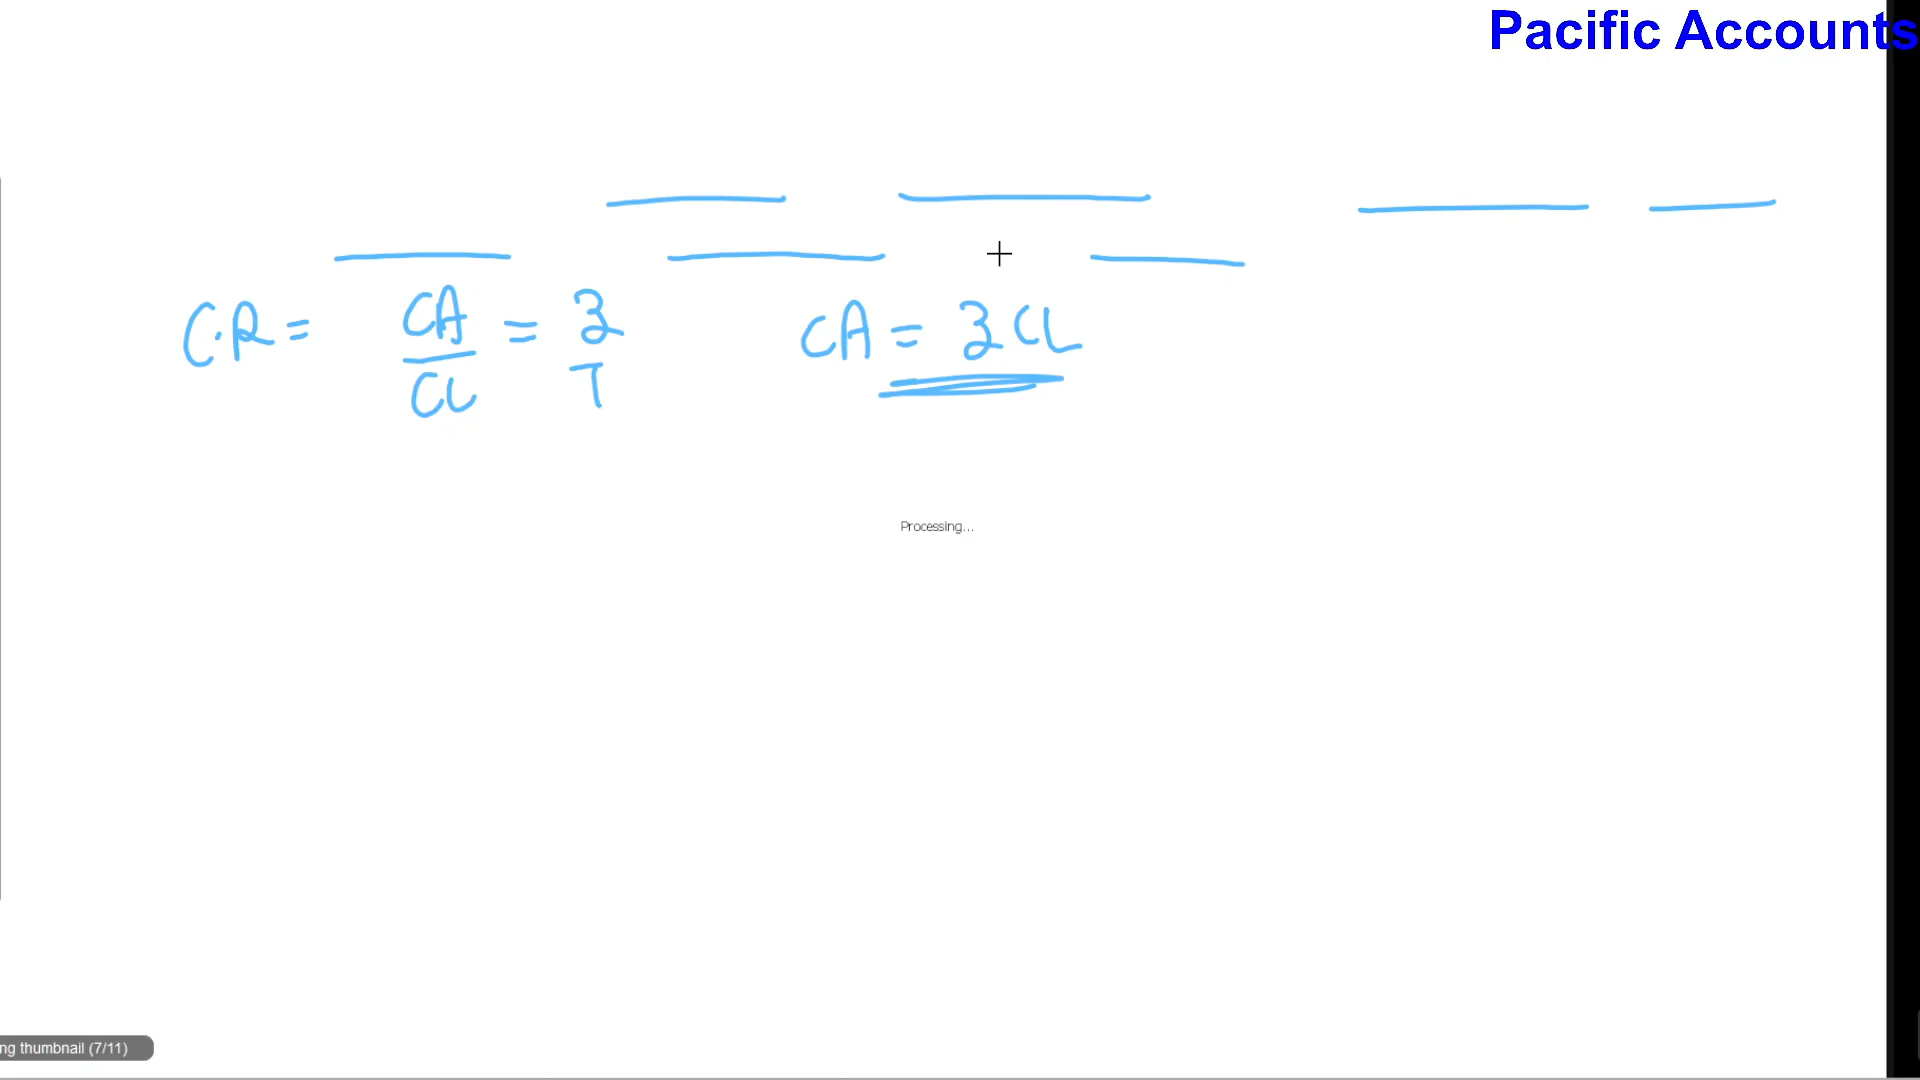 Pacific Accounts
C.R = CA/CL = 3/1 CA = 3CL
Processing...
ng thumbnail (7/11)